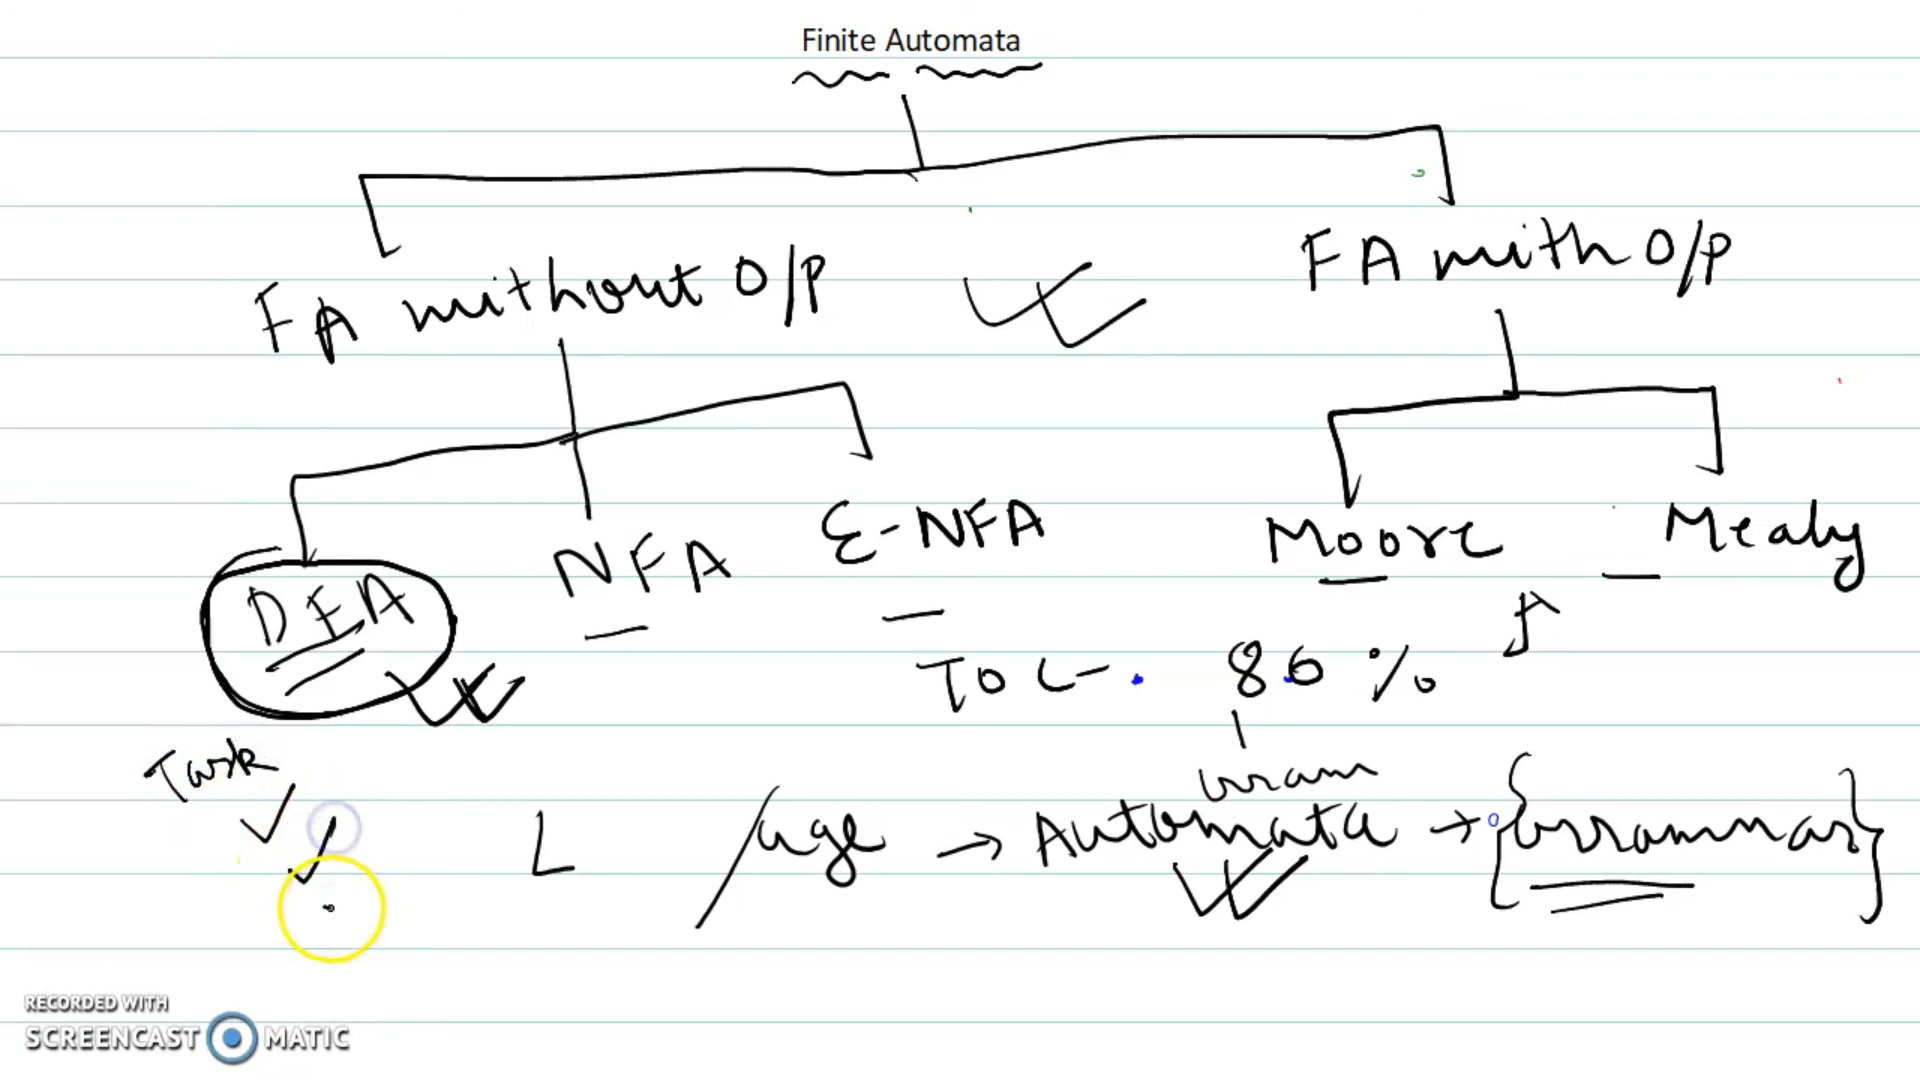 Finite Automata
FA without O/P
FA with O/P
DFA
NFA
Ɛ-NFA
Moore
Mealy
TOC - 80 %
Task
L /age → Automata → {Grammar}
RECORDED WITH
SCREENCAST MATIC